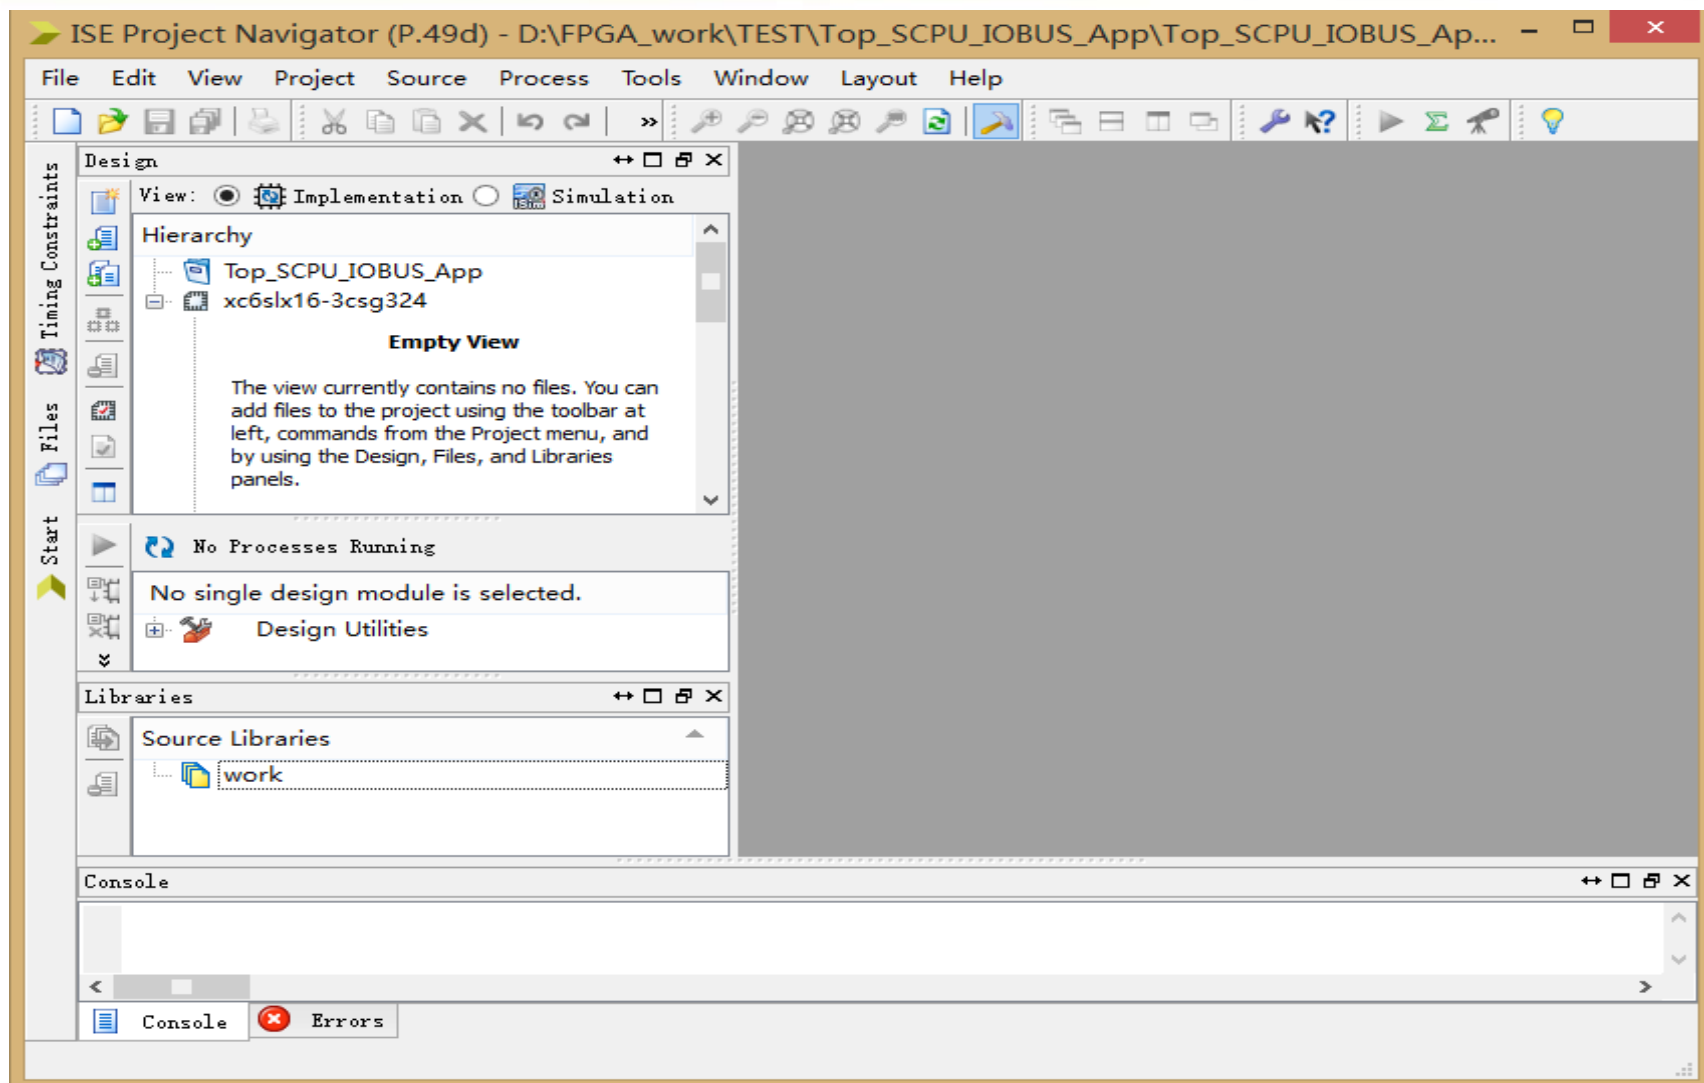 ISE Project Navigator (P.49d) - D:\FPGA_work\TEST\Top_SCPU_IOBUS_App\Top_SCPU_IOBUS_Ap...
File Edit View Project Source Process Tools Window Layout Help
Design
View: Implementation Simulation
Hierarchy
Top_SCPU_IOBUS_App
xc6slx16-3csg324
Empty View
The view currently contains no files. You can
add files to the project using the toolbar at
left, commands from the Project menu, and
by using the Design, Files, and Libraries
panels.
Timing Constraints
Files
Start
No Processes Running
No single design module is selected.
Design Utilities
Libraries
Source Libraries
work
Console
Console Errors